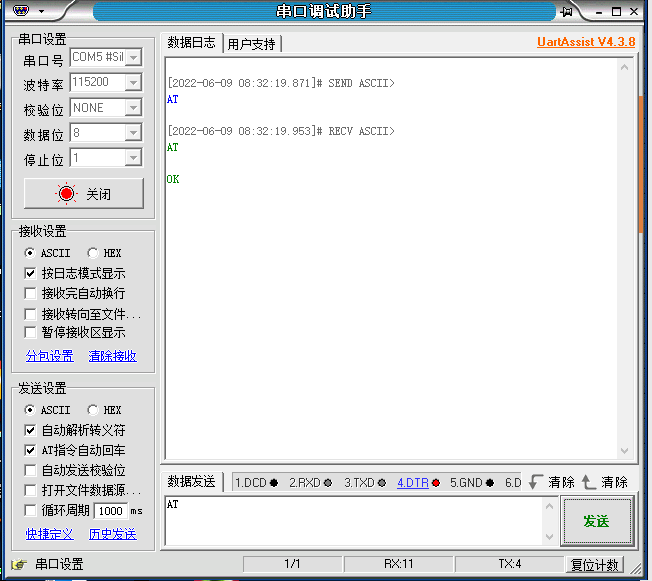 串口调试助手
串口设置
串口号 COM5 #Sil
波特率 115200
校验位 NONE
数据位 8
停止位 1
关闭
接收设置
ASCII HEX
按日志模式显示
接收完自动换行
接收转向至文件...
暂停接收区显示
分包设置 清除接收
发送设置
ASCII HEX
自动解析转义符
AT指令自动回车
自动发送校验位
打开文件数据源...
循环周期 1000 ms
快捷定义 历史发送
数据日志 用户支持 UartAssist V4.3.8
[2022-06-09 08:32:19.871]# SEND ASCII>
AT
[2022-06-09 08:32:19.953]# RECV ASCII>
AT
OK
数据发送 1.DCD 2.RXD 3.TXD 4.DTR 5.GND 6.D 清除 清除
AT
发送
串口设置 1/1 RX:11 TX:4 复位计数